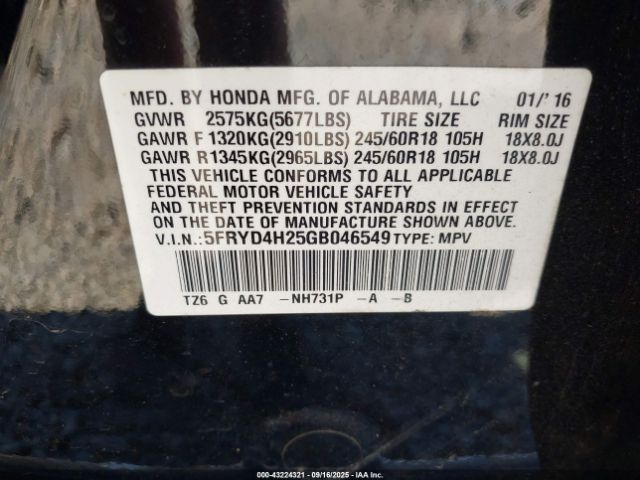 MFD. BY HONDA MFG. OF ALABAMA, LLC 01/'16
GVWR 2575KG(5677LBS) TIRE SIZE RIM SIZE
GAWR F 1320KG(2910LBS) 245/60R18 105H 18X8.0J
GAWR R 1345KG(2965LBS) 245/60R18 105H 18X8.0J
THIS VEHICLE CONFORMS TO ALL APPLICABLE
FEDERAL MOTOR VEHICLE SAFETY
AND THEFT PREVENTION STANDARDS IN EFFECT
ON THE DATE OF MANUFACTURE SHOWN ABOVE.
V.I.N.: 5FRYD4H25GB046549 TYPE: MPV
TZ6 G AA7 -NH731P -A -B
000-43224321 - 09/16/2025 - IAAI.com